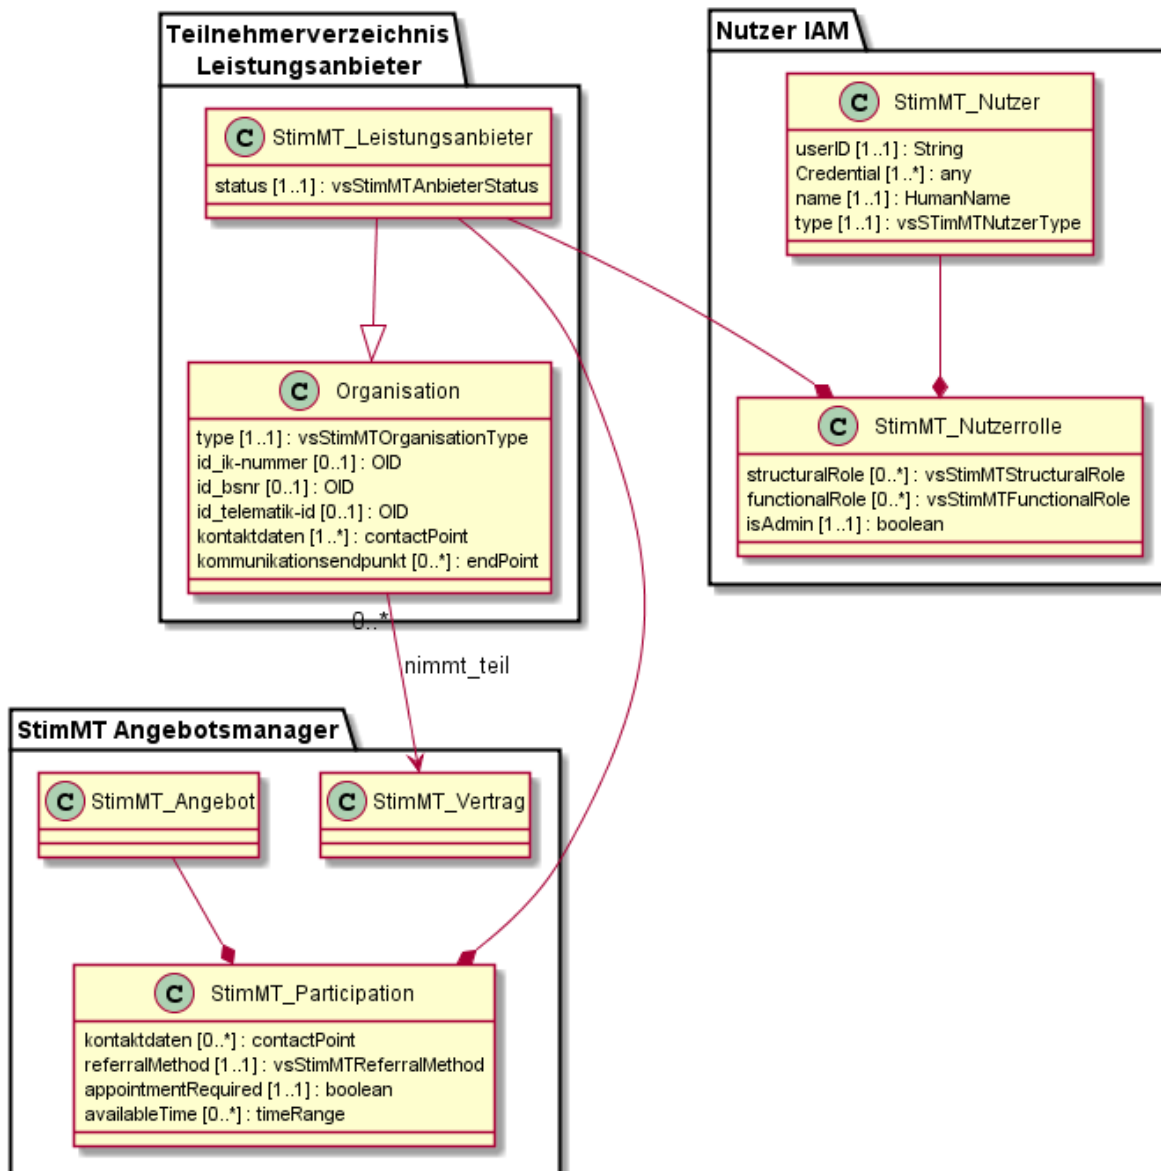 Teilnehmerverzeichnis
Leistungsanbieter
C StimMT_Leistungsanbieter
status [1..1] : vsStimMTAnbieterStatus
C Organisation
type [1..1] : vsStimMTOrganisationType
id_ik-nummer [0..1] : OID
id_bsnr [0..1] : OID
id_telematik-id [0..1] : OID
kontaktdaten [1..*] : contactPoint
kommunikationsendpunkt [0..*] : endPoint
Nutzer IAM
C StimMT_Nutzer
userID [1..1] : String
Credential [1..*] : any
name [1..1] : HumanName
type [1..1] : vsSTimMTNutzerType
C StimMT_Nutzerrolle
structuralRole [0..*] : vsStimMTStructuralRole
functionalRole [0..*] : vsStimMTFunctionalRole
isAdmin [1..1] : boolean
0..*
nimmt_teil
StimMT Angebotsmanager
C StimMT_Angebot
C StimMT_Vertrag
C StimMT_Participation
kontaktdaten [0..*] : contactPoint
referralMethod [1..1] : vsStimMTReferralMethod
appointmentRequired [1..1] : boolean
availableTime [0..*] : timeRange